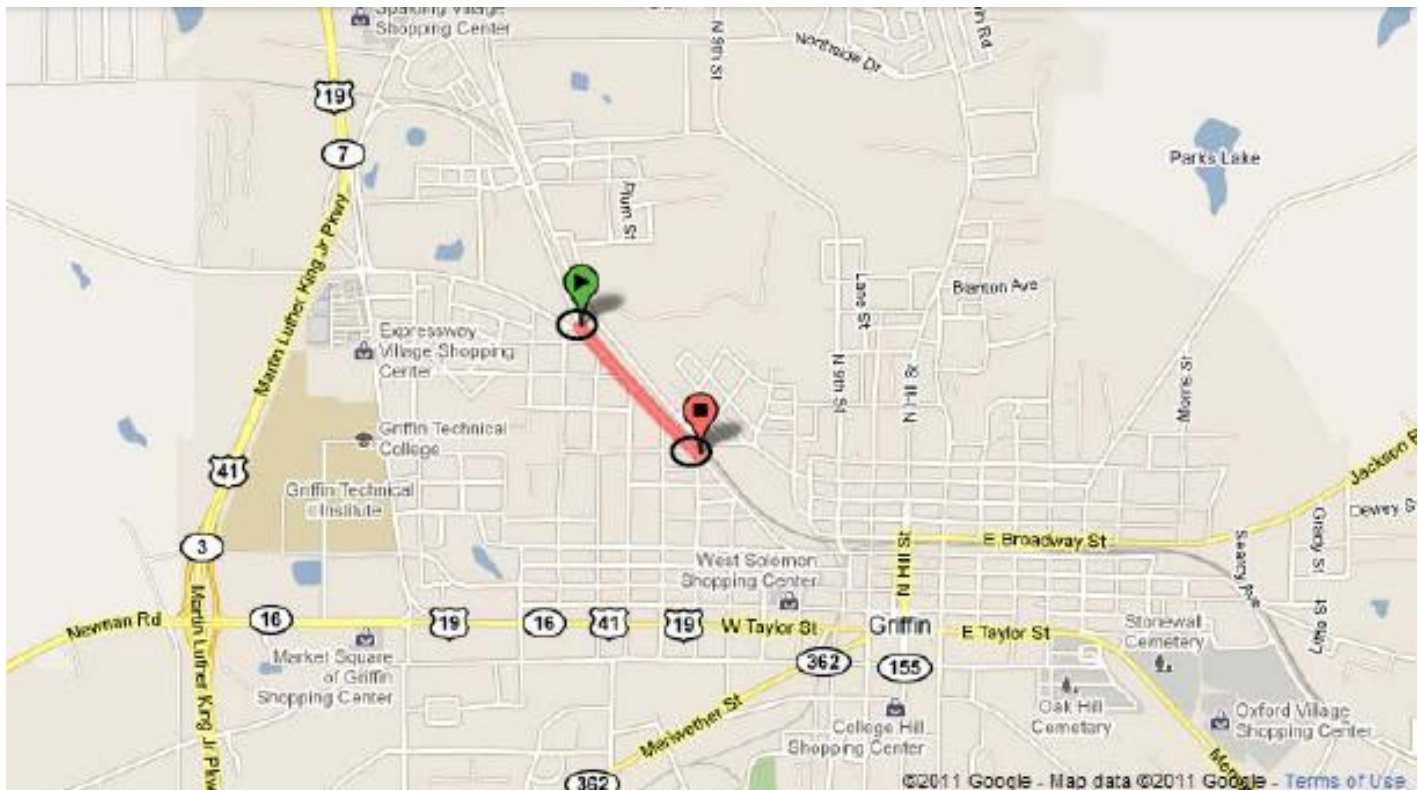 Spalding Village
Shopping Center
N 9th St
Northside Dr
19
7
Parks Lake
Plum St
Martin Luther King Jr Pkwy
Lane St
Blanton Ave
Expressway
Village Shopping
Center
N 9th St
N Hill St
Morris St
Griffin Technical
College
41
Griffin Technical
Institute
Dewey S
Grady St
3
N Hill St
E Broadway St
Searcy Ave
West Solomon
Shopping Center
Newnan Rd
16
19
16
41
19
W Taylor St
Griffin
E Taylor St
Stonewall
Cemetery
Martin Luther King Jr Pkw
Market Square
of Griffin
Shopping Center
362
155
Meriwether St
College Hill
Shopping Center
Oak Hill
Cemetery
Oxford Village
Shopping Center
362
©2011 Google - Map data ©2011 Google - Terms of Use